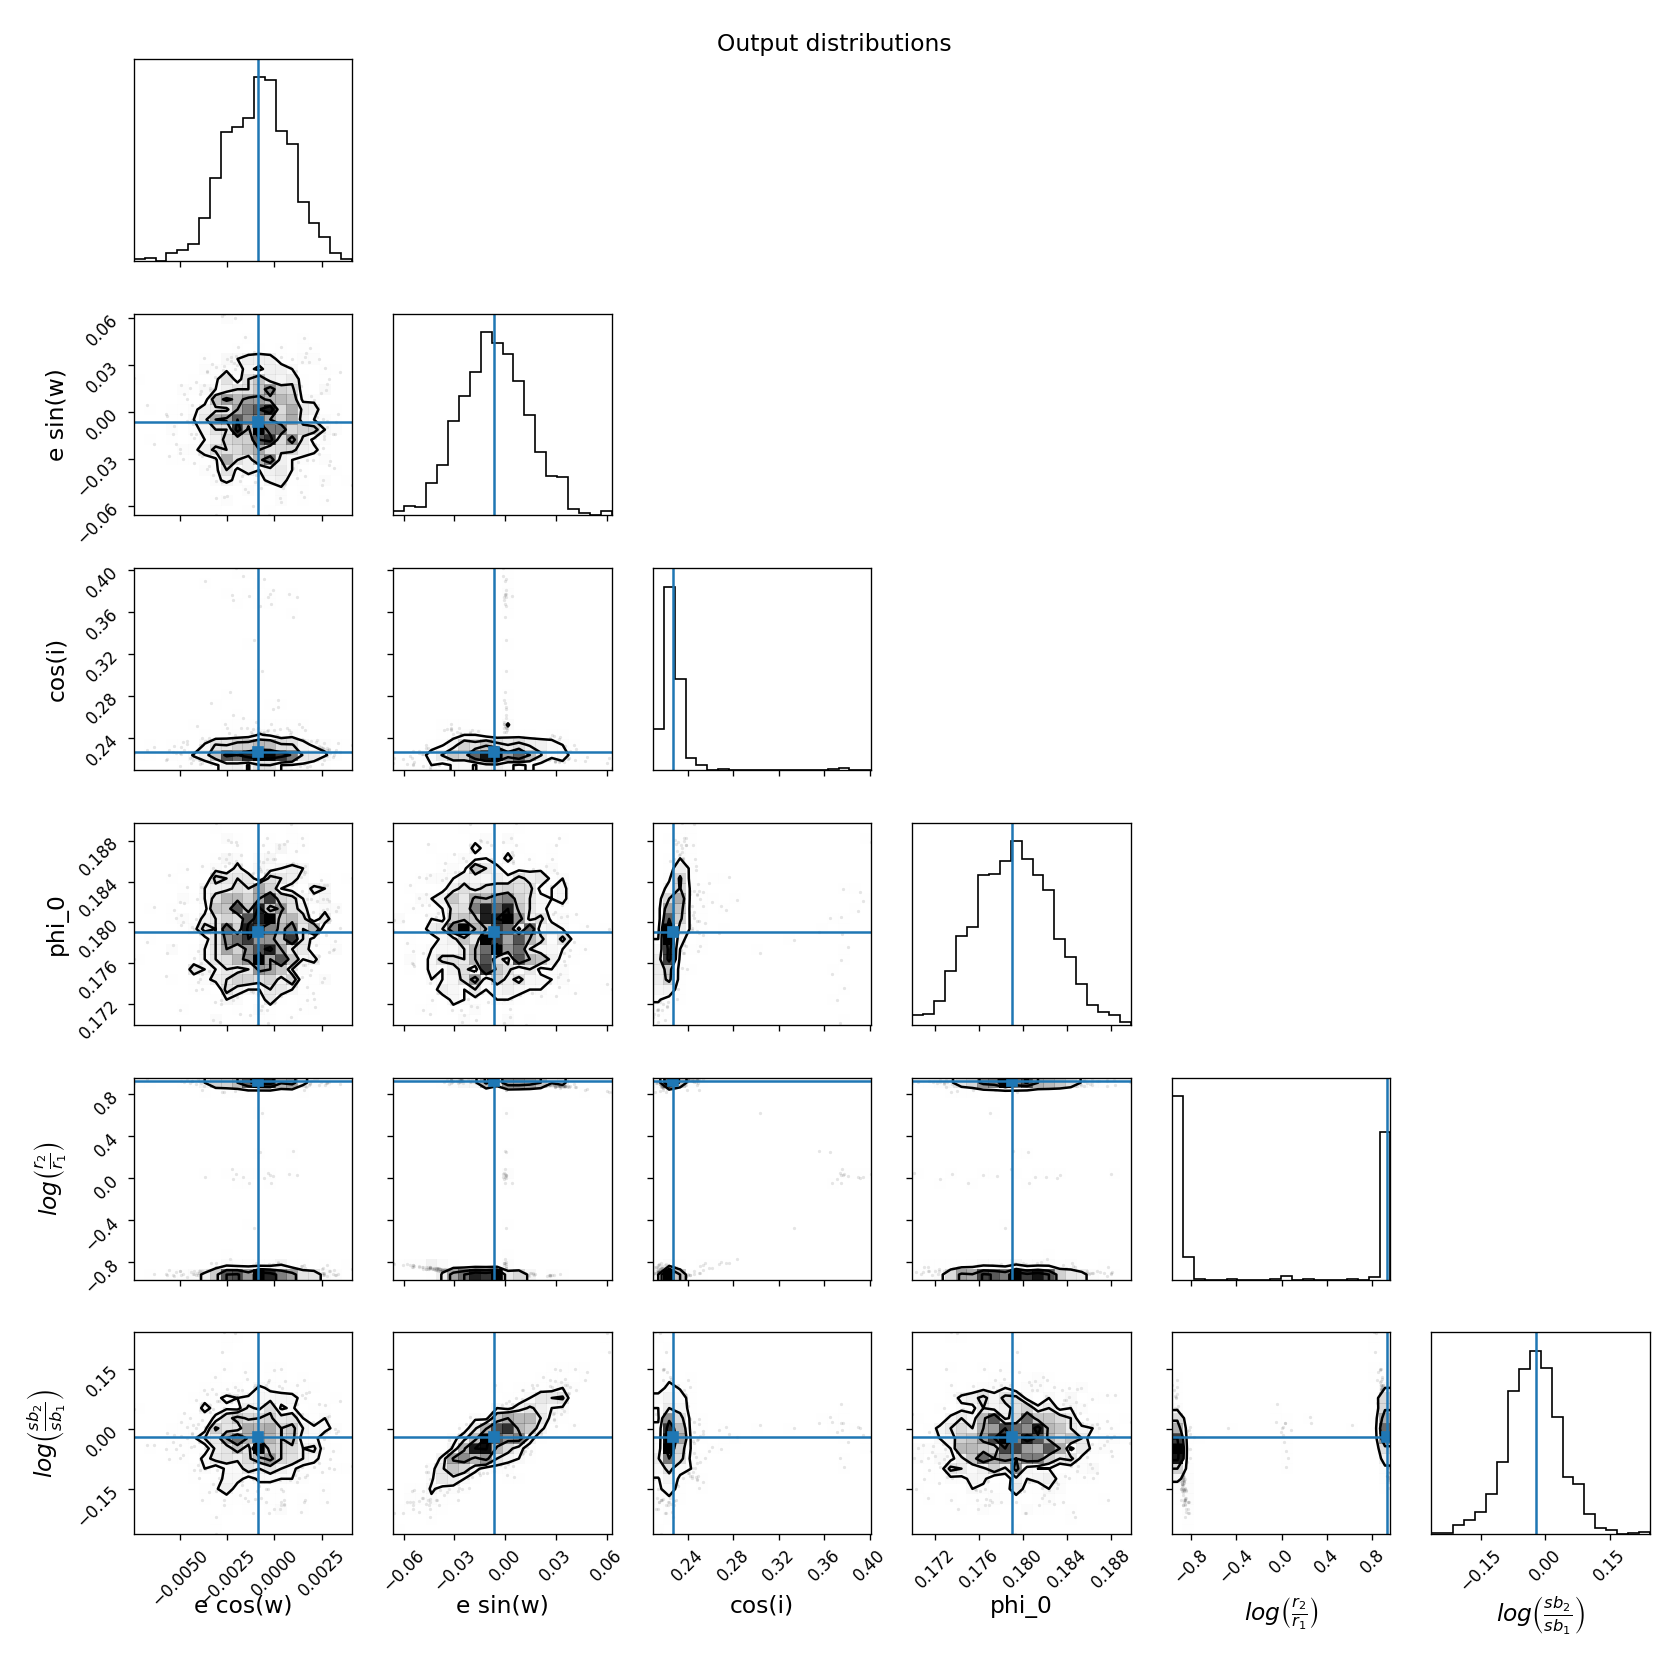 Output distributions
0.06
0.03
0.00
−0.03
−0.06
e sin(w)
0.40
0.36
0.32
0.28
0.24
cos(i)
0.188
0.184
0.180
0.176
0.172
phi_0
0.8
0.4
0.0
−0.4
−0.8
log(r2/r1)
0.15
0.00
−0.15
log(sb2/sb1)
−0.0050 −0.0025 0.0000 0.0025
−0.06 −0.03 0.00 0.03 0.06
0.24 0.28 0.32 0.36 0.40
0.172 0.176 0.180 0.184 0.188
−0.8 −0.4 0.0 0.4 0.8
−0.15 0.00 0.15
e cos(w)
e sin(w)
cos(i)
phi_0
log(r2/r1)
log(sb2/sb1)